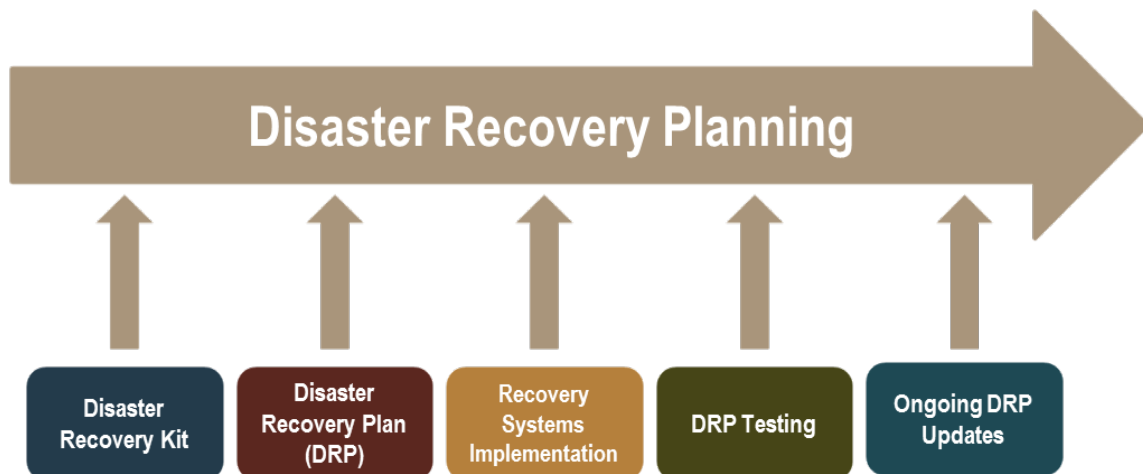 Disaster Recovery Planning
Disaster
Recovery Kit
Disaster
Recovery Plan
(DRP)
Recovery
Systems
Implementation
DRP Testing
Ongoing DRP
Updates